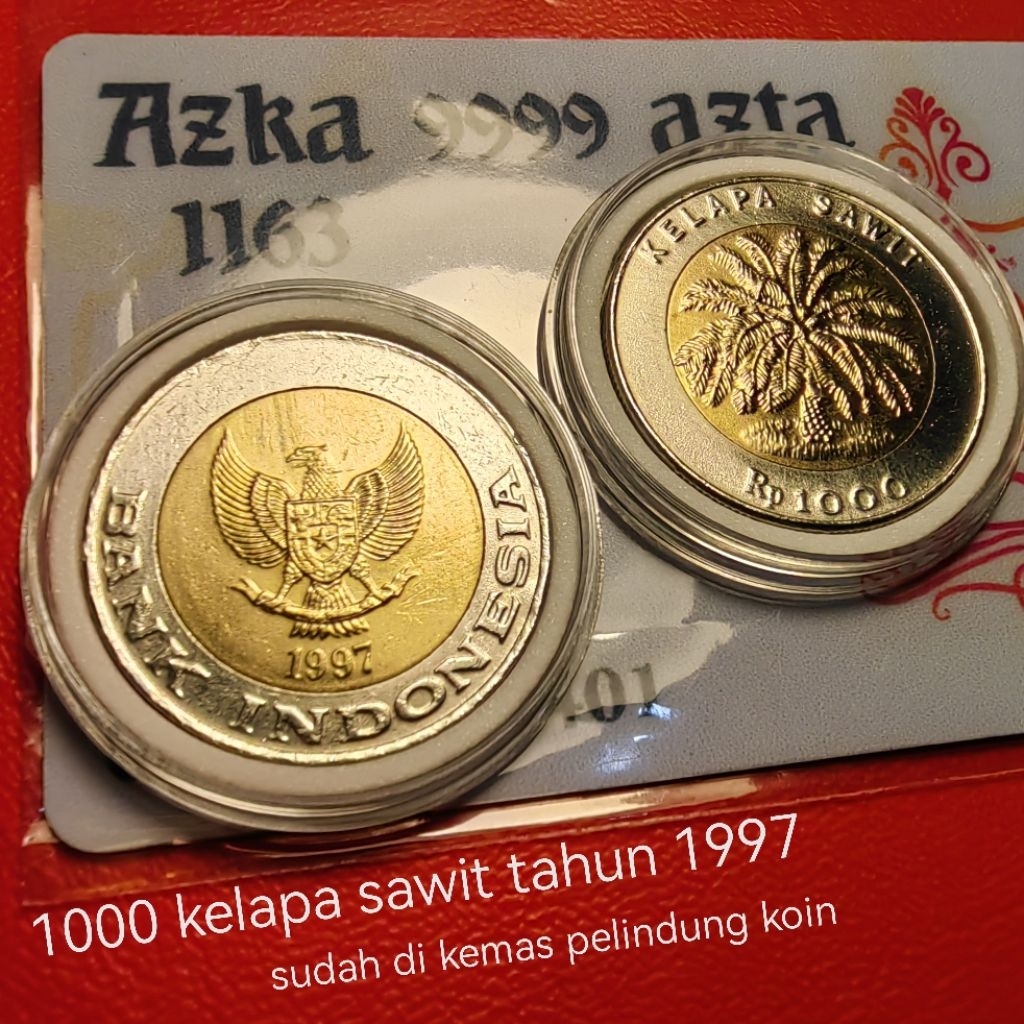 Azka 9999 azta
1163
KELAPA SAWIT
Rp 1000
1997
BANK INDONESIA
.01
1000 kelapa sawit tahun 1997
sudah di kemas pelindung koin